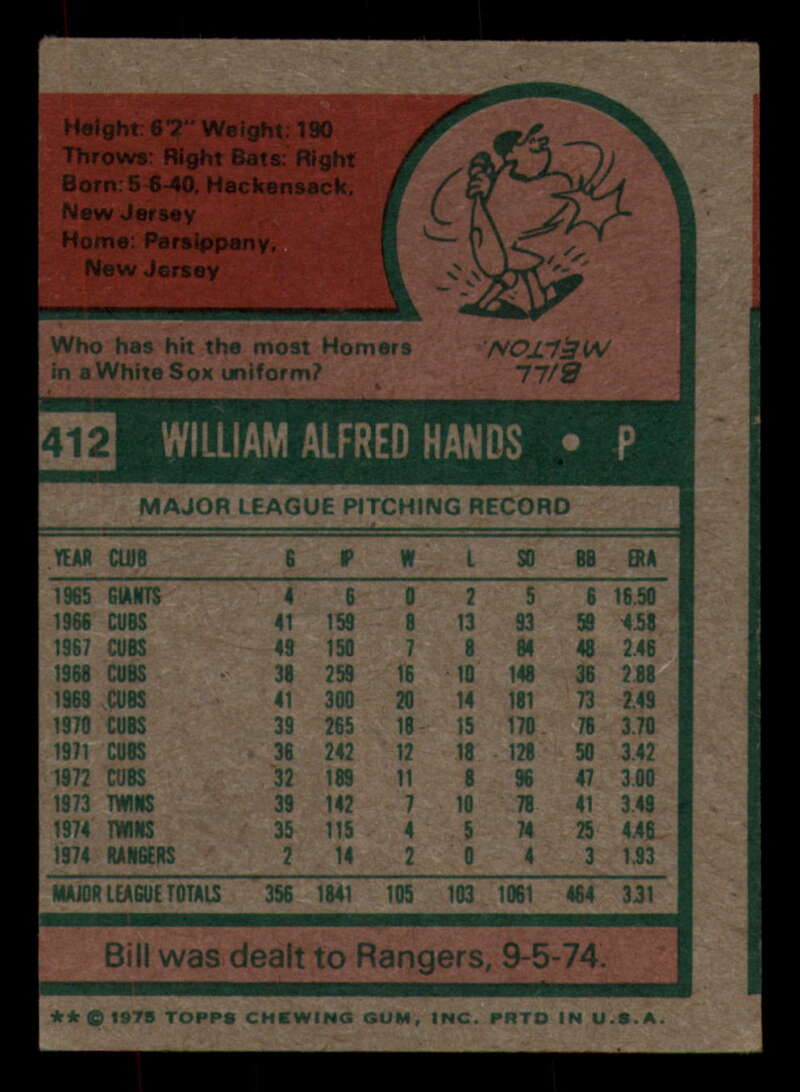 Height: 6'2" Weight: 190
Throws: Right Bats: Right
Born: 5-6-40, Hackensack,
New Jersey
Home: Parsippany,
New Jersey
Who has hit the most Homers
in a White Sox uniform?
BILL
MELTON.
412 WILLIAM ALFRED HANDS • P
MAJOR LEAGUE PITCHING RECORD
YEAR CLUB G IP W L SO BB ERA
1965 GIANTS 4 6 0 2 5 6 16.50
1966 CUBS 41 159 8 13 93 59 4.58
1967 CUBS 49 150 7 8 84 48 2.46
1968 CUBS 38 259 16 10 148 36 2.88
1969 CUBS 41 300 20 14 181 73 2.49
1970 CUBS 39 265 18 15 170 76 3.70
1971 CUBS 36 242 12 18 128 50 3.42
1972 CUBS 32 189 11 8 96 47 3.00
1973 TWINS 39 142 7 10 78 41 3.49
1974 TWINS 35 115 4 5 74 25 4.46
1974 RANGERS 2 14 2 0 4 3 1.93
MAJOR LEAGUE TOTALS 356 1841 105 103 1061 464 3.31
Bill was dealt to Rangers, 9-5-74.
** © 1975 TOPPS CHEWING GUM, INC. PRTD IN U.S.A.